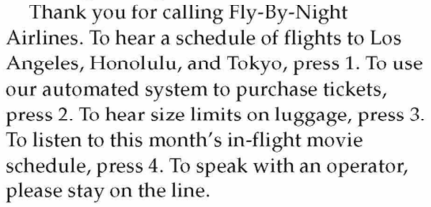 Thank you for calling Fly-By-Night
Airlines. To hear a schedule of flights to Los
Angeles, Honolulu, and Tokyo, press 1. To use
our automated system to purchase tickets,
press 2. To hear size limits on luggage, press 3.
To listen to this month's in-flight movie
schedule, press 4. To speak with an operator,
please stay on the line.